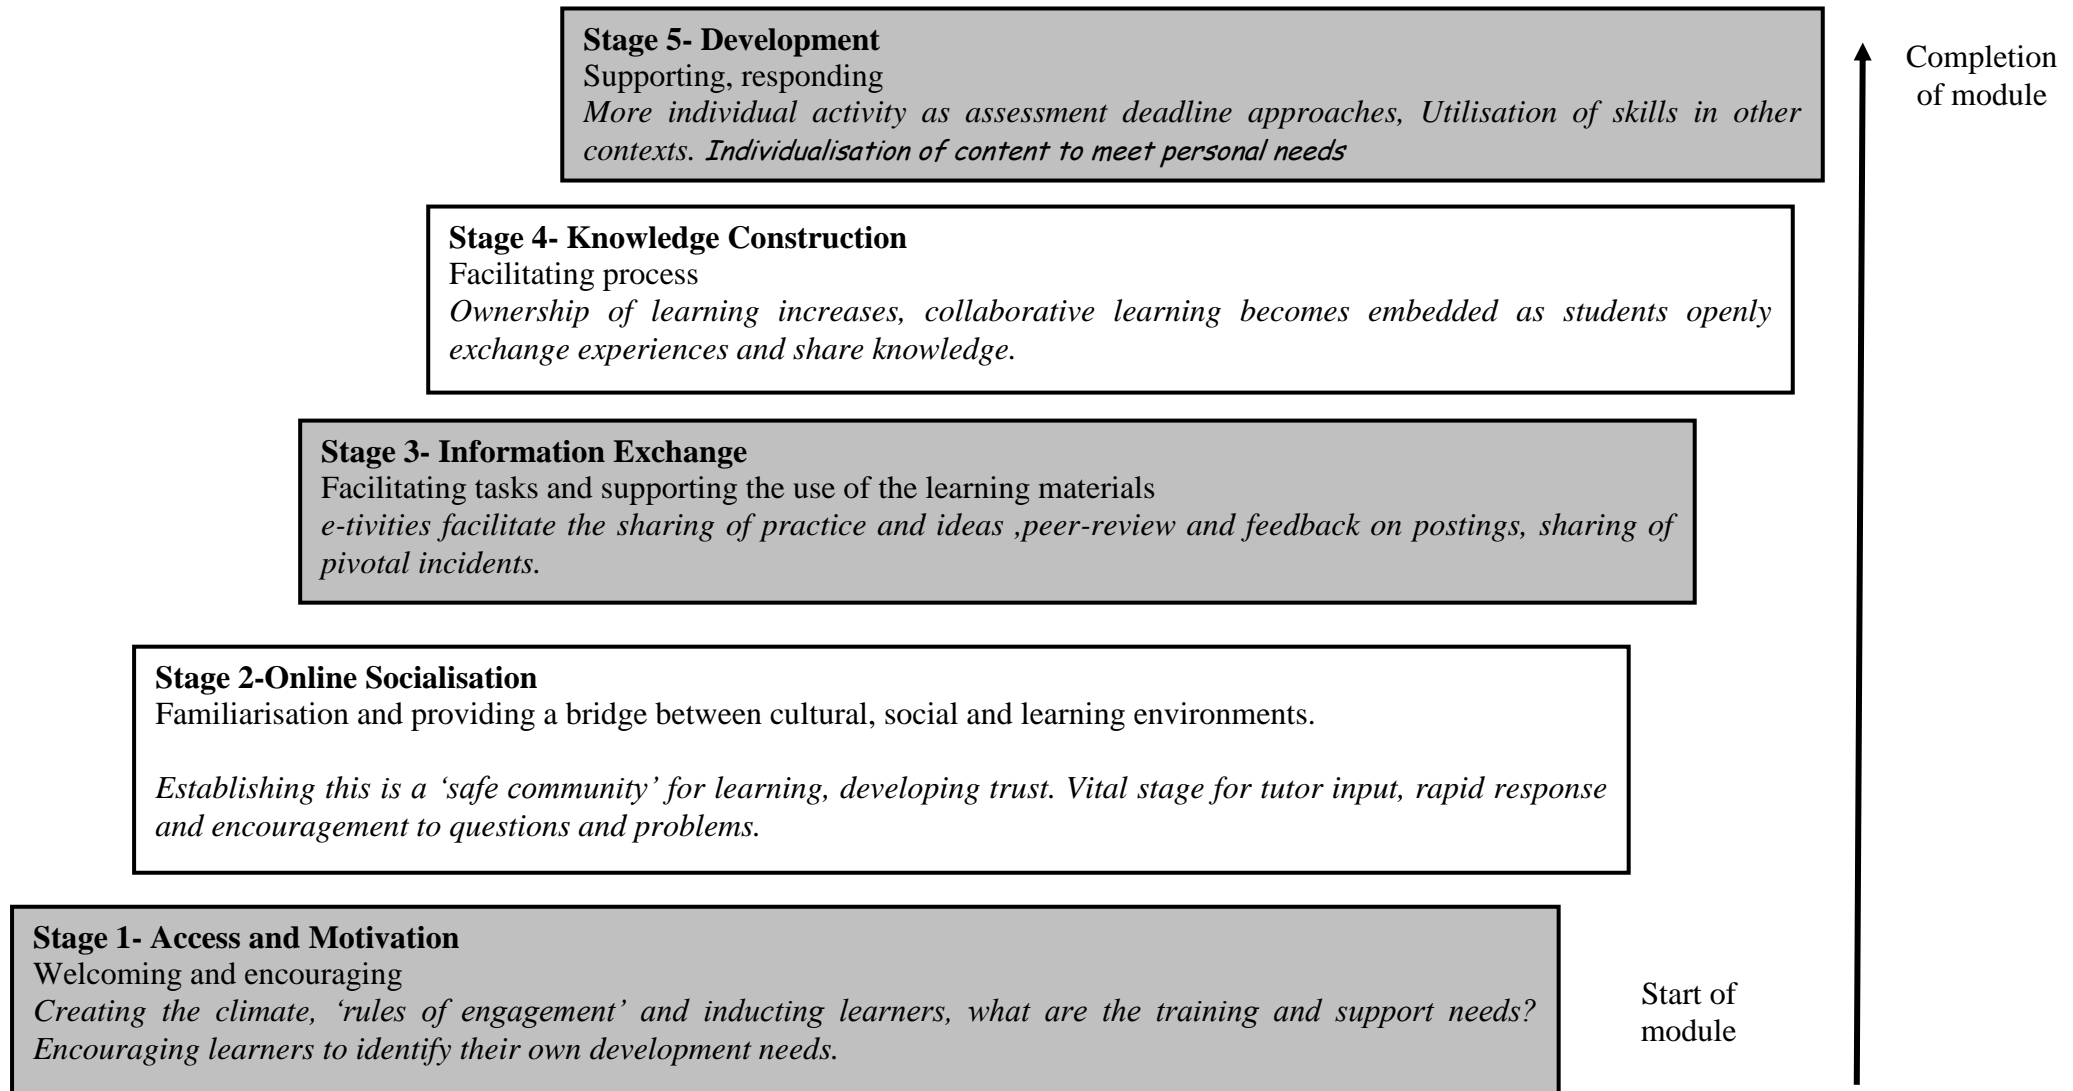 Stage 5- Development
Supporting, responding
More individual activity as assessment deadline approaches, Utilisation of skills in other
contexts. Individualisation of content to meet personal needs
Completion
of module
Stage 4- Knowledge Construction
Facilitating process
Ownership of learning increases, collaborative learning becomes embedded as students openly
exchange experiences and share knowledge.
Stage 3- Information Exchange
Facilitating tasks and supporting the use of the learning materials
e-tivities facilitate the sharing of practice and ideas ,peer-review and feedback on postings, sharing of
pivotal incidents.
Stage 2-Online Socialisation
Familiarisation and providing a bridge between cultural, social and learning environments.
Establishing this is a ‘safe community’ for learning, developing trust. Vital stage for tutor input, rapid response
and encouragement to questions and problems.
Stage 1- Access and Motivation
Welcoming and encouraging
Creating the climate, ‘rules of engagement’ and inducting learners, what are the training and support needs?
Encouraging learners to identify their own development needs.
Start of
module